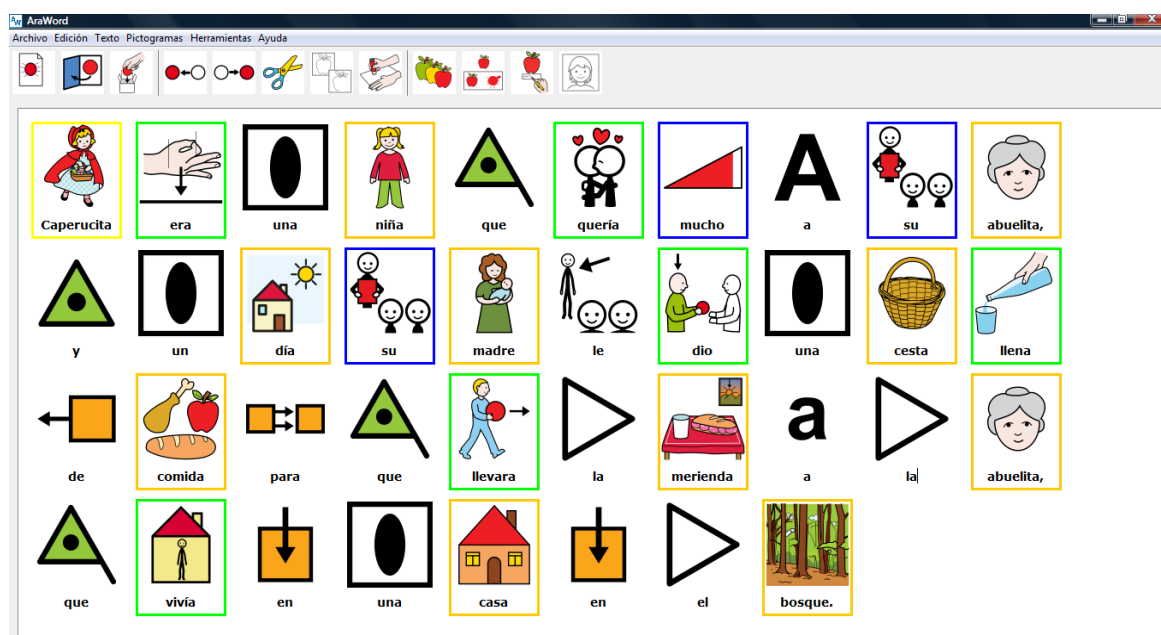 AraWord
Archivo Edición Texto Pictogramas Herramientas Ayuda
Caperucita era una niña que quería mucho a su abuelita,
y un día su madre le dio una cesta llena
de comida para que llevara la merienda a la abuelita,
que vivía en una casa en el bosque.